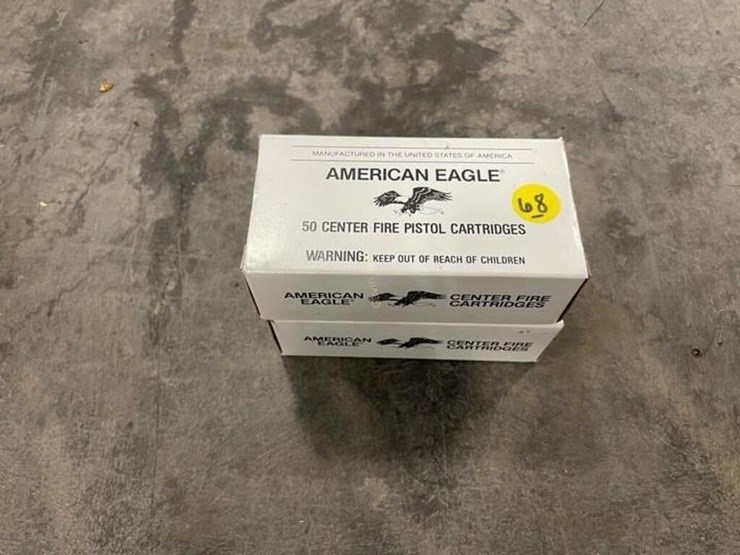 MANUFACTURED IN THE UNITED STATES OF AMERICA
AMERICAN EAGLE®
68
50 CENTER FIRE PISTOL CARTRIDGES
WARNING: KEEP OUT OF REACH OF CHILDREN
AMERICAN
EAGLE
CENTER FIRE
CARTRIDGES
AMERICAN
EAGLE
CENTER FIRE
CARTRIDGES